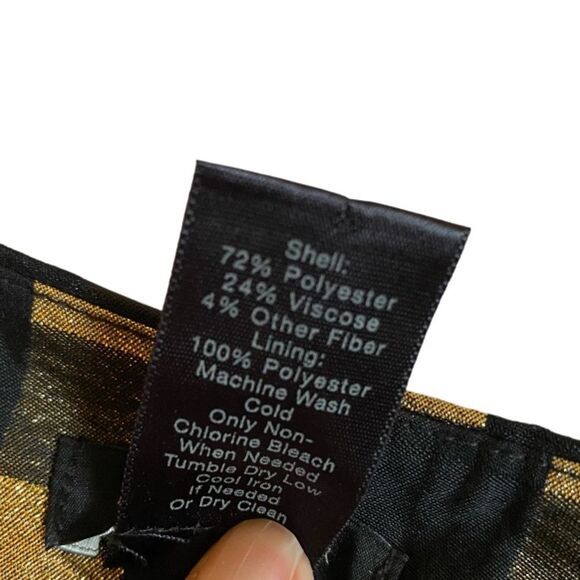 Shell:
72% Polyester
24% Viscose
4% Other Fiber
Lining:
100% Polyester
Machine Wash
Cold
Only Non-
Chlorine Bleach
When Needed
Tumble Dry Low
Cool Iron
If Needed
Or Dry Clean